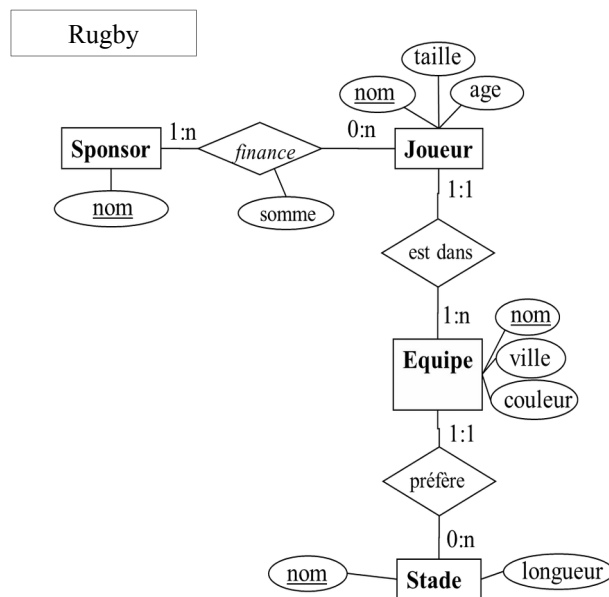 Rugby
taille
nom
age
1:n
0:n
Sponsor
finance
Joueur
nom
somme
1:1
est dans
1:n
nom
Equipe
ville
couleur
1:1
préfère
0:n
nom
Stade
longueur